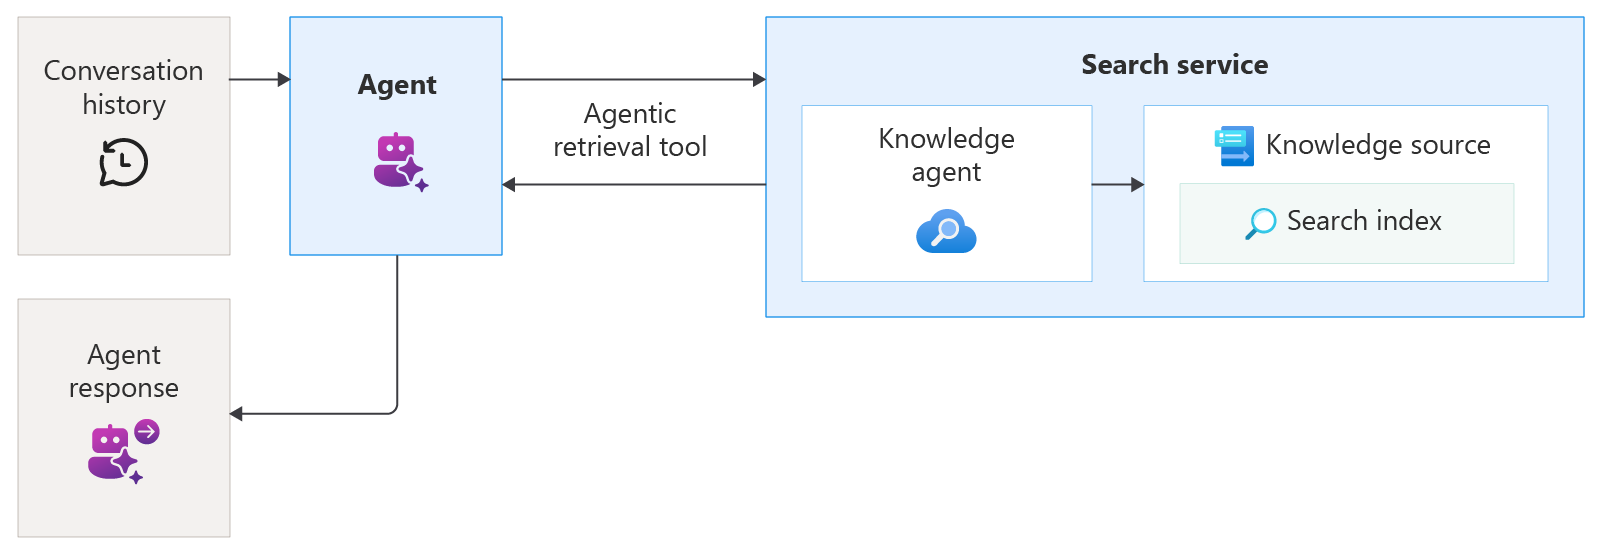 Conversation
history
Agent
Agentic
retrieval tool
Search service
Knowledge
agent
Knowledge source
Search index
Agent
response